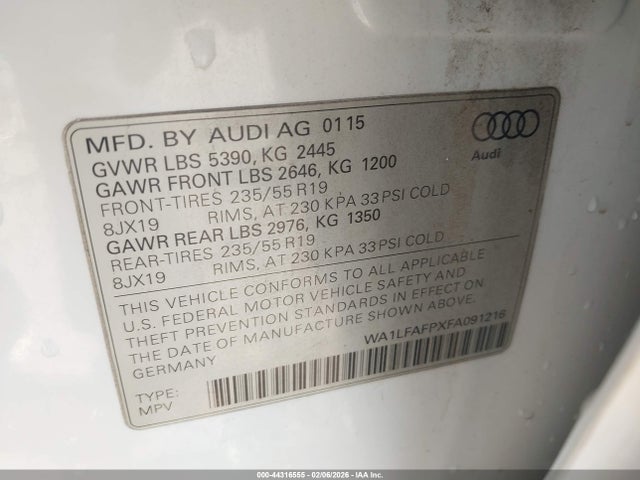 MFD. BY AUDI AG 0115
GVWR LBS 5390, KG 2445
GAWR FRONT LBS 2646, KG 1200
FRONT-TIRES 235/55 R19
8JX19 RIMS, AT 230 KPA 33 PSI COLD
GAWR REAR LBS 2976, KG 1350
REAR-TIRES 235/55 R19
8JX19 RIMS, AT 230 KPA 33 PSI COLD
Audi
THIS VEHICLE CONFORMS TO ALL APPLICABLE
U.S. FEDERAL MOTOR VEHICLE SAFETY AND
THEFT PREVENTION STANDARDS IN EFFECT ON
THE DATE OF MANUFACTURE SHOWN ABOVE.
GERMANY
WA1LFAFPXFA091216
TYPE:
MPV
000-44316555 - 02/06/2026 - IAA Inc.